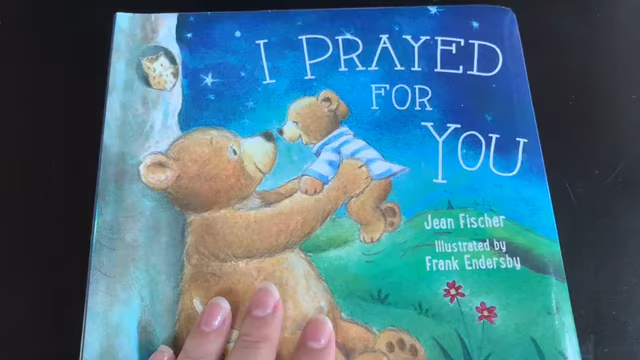 I PRAYED
FOR
YOU
Jean Fischer
Illustrated by
Frank Endersby